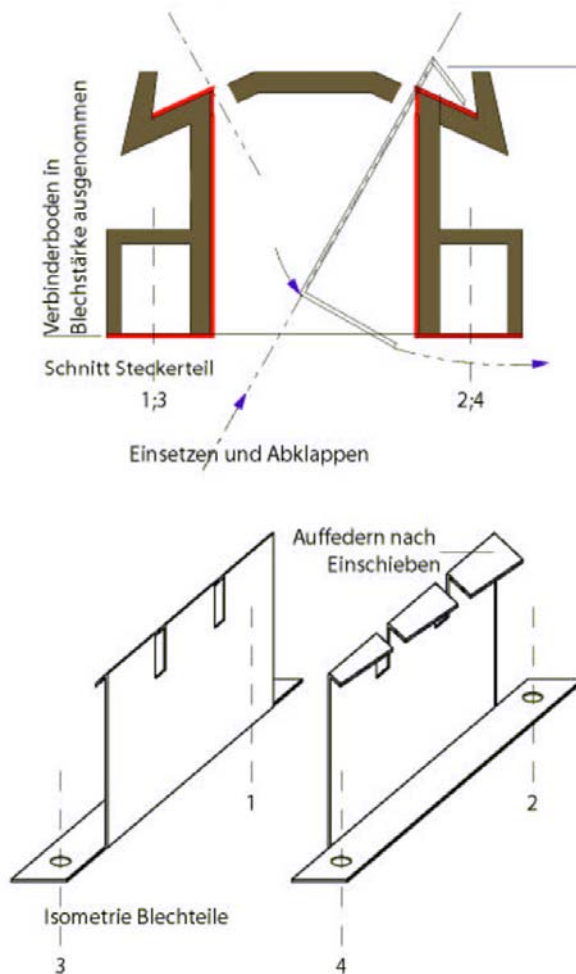 Verbinderboden in
Blechstärke ausgenommen
Schnitt Steckerteil
1;3
2;4
Einsetzen und Abklappen
Auffedern nach
Einschieben
1
2
Isometrie Blechteile
3
4